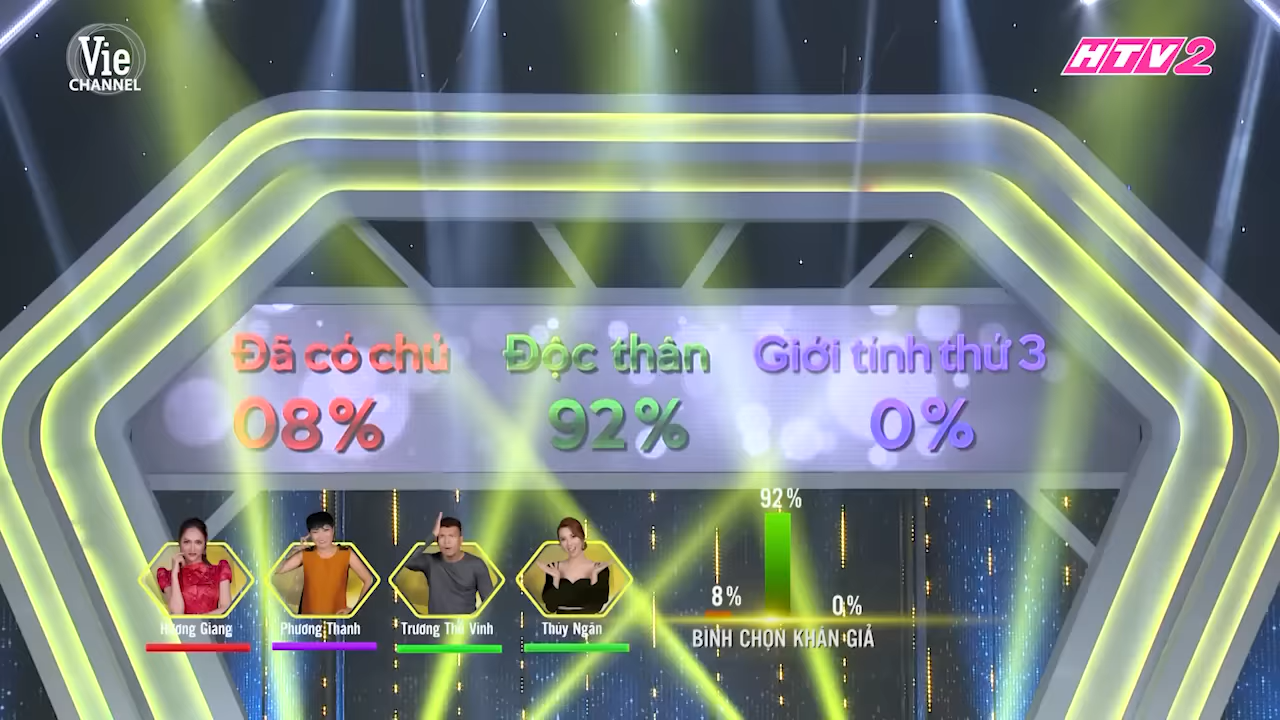 Vie
CHANNEL
HTV2
Đã có chủ
Độc thân
Giới tính thứ 3
08%
92%
0%
92%
8%
0%
Hương Giang
Phương Thanh
Trương Thế Vinh
Thúy Ngân
BÌNH CHỌN KHÁN GIẢ